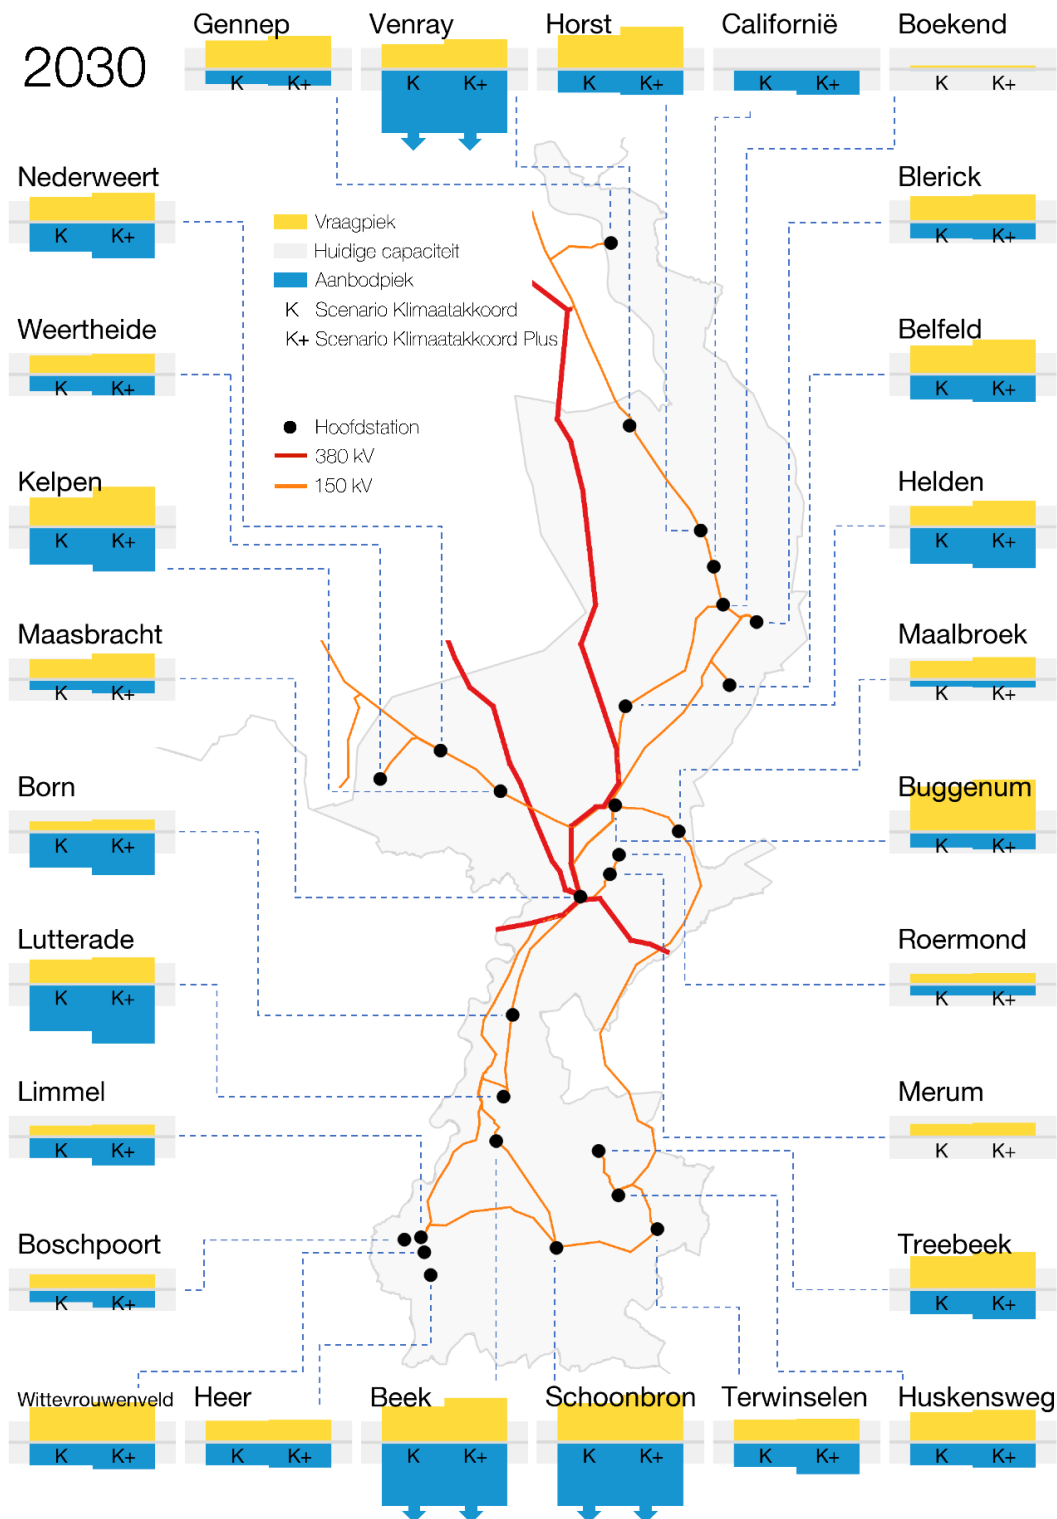 2030
Gennep
K K+
Venray
K K+
Horst
K K+
Californië
K K+
Boekend
K K+
Nederweert
K K+
Blerick
K K+
Vraagpiek
Huidige capaciteit
Aanbodpiek
K Scenario Klimaatakkoord
K+ Scenario Klimaatakkoord Plus
Weertheide
K K+
Belfeld
K K+
Hoofdstation
380 kV
150 kV
Kelpen
K K+
Helden
K K+
Maasbracht
K K+
Maalbroek
K K+
Born
K K+
Buggenum
K K+
Lutterade
K K+
Roermond
K K+
Limmel
K K+
Merum
K K+
Boschpoort
K K+
Treebeek
K K+
Wittevrouwenveld
K K+
Heer
K K+
Beek
K K+
Schoonbron
K K+
Terwinselen
K K+
Huskensweg
K K+